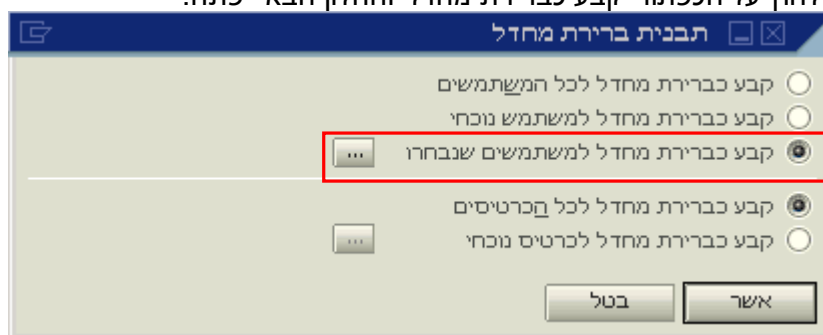 תבנית ברירת מחדל
קבע כברירת מחדל לכל המשתמשים
קבע כברירת מחדל למשתמש נוכחי
קבע כברירת מחדל למשתמשים שנבחרו ...
קבע כברירת מחדל לכל הכרטיסים
קבע כברירת מחדל לכרטיס נוכחי ...
אשר בטל